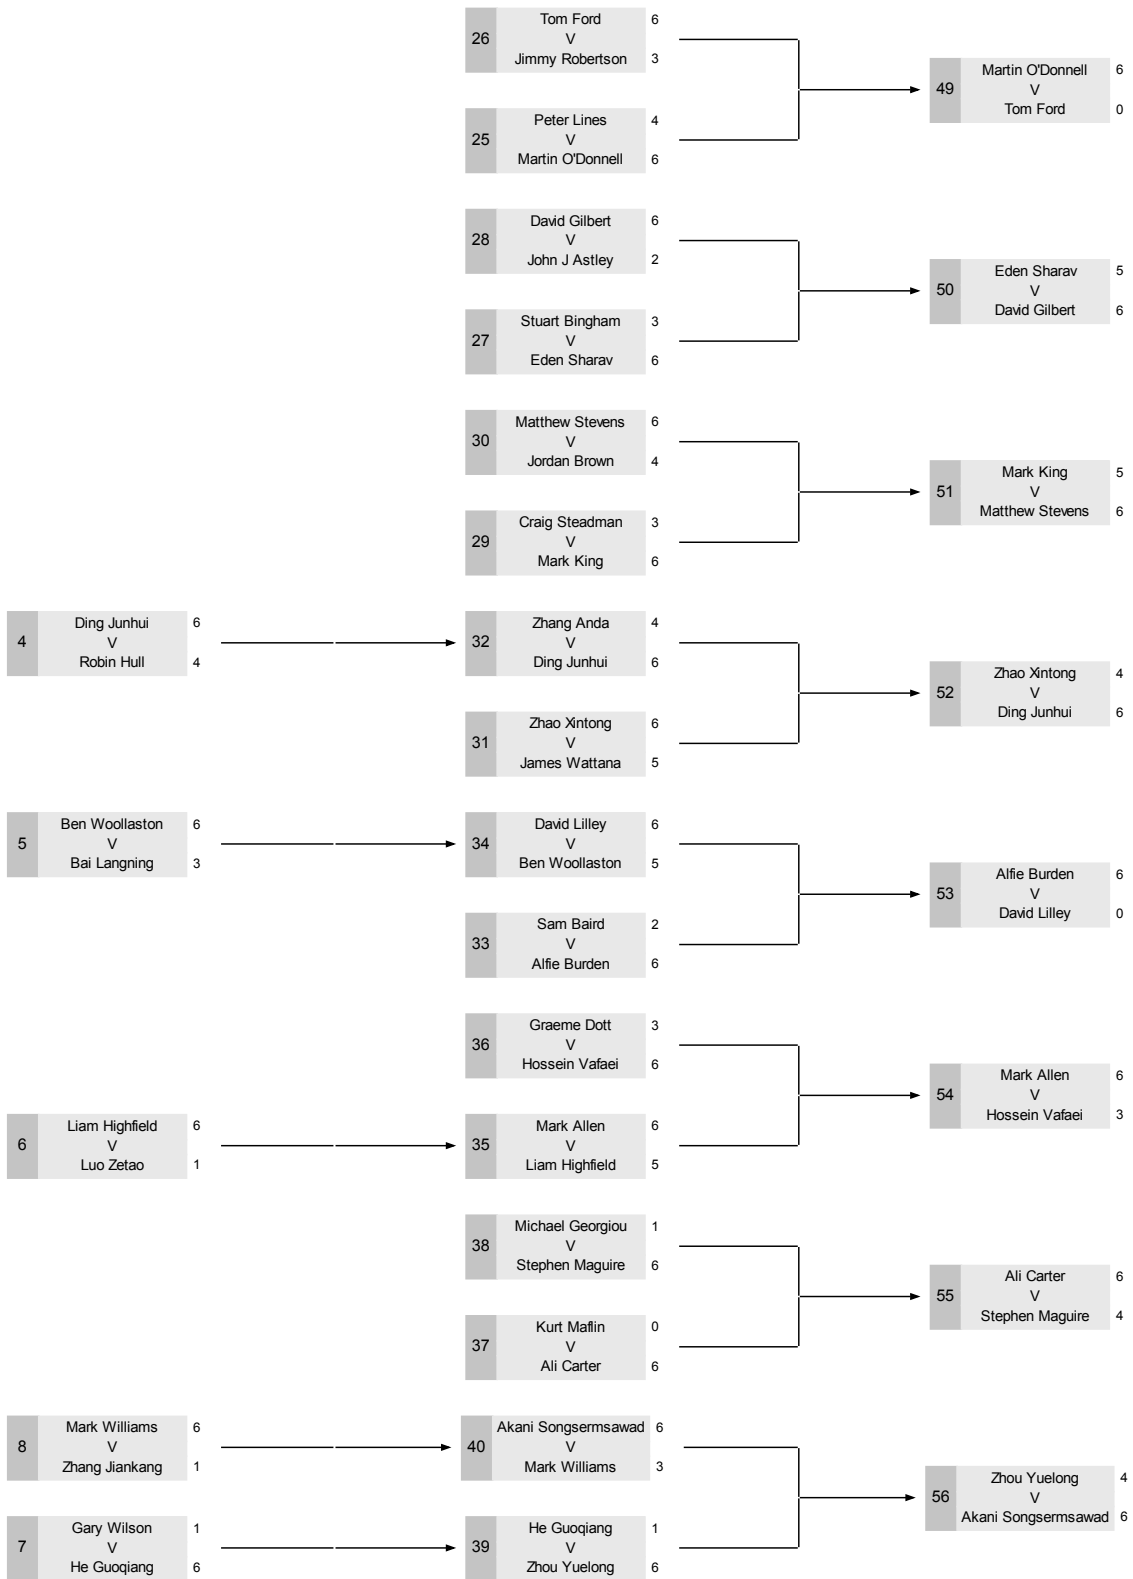 26
Tom Ford 6
V
Jimmy Robertson 3
25
Peter Lines 4
V
Martin O'Donnell 6
49
Martin O'Donnell 6
V
Tom Ford 0
28
David Gilbert 6
V
John J Astley 2
27
Stuart Bingham 3
V
Eden Sharav 6
50
Eden Sharav 5
V
David Gilbert 6
30
Matthew Stevens 6
V
Jordan Brown 4
29
Craig Steadman 3
V
Mark King 6
51
Mark King 5
V
Matthew Stevens 6
4
Ding Junhui 6
V
Robin Hull 4
32
Zhang Anda 4
V
Ding Junhui 6
31
Zhao Xintong 6
V
James Wattana 5
52
Zhao Xintong 4
V
Ding Junhui 6
5
Ben Woollaston 6
V
Bai Langning 3
34
David Lilley 6
V
Ben Woollaston 5
33
Sam Baird 2
V
Alfie Burden 6
53
Alfie Burden 6
V
David Lilley 0
36
Graeme Dott 3
V
Hossein Vafaei 6
6
Liam Highfield 6
V
Luo Zetao 1
35
Mark Allen 6
V
Liam Highfield 5
54
Mark Allen 6
V
Hossein Vafaei 3
38
Michael Georgiou 1
V
Stephen Maguire 6
37
Kurt Maflin 0
V
Ali Carter 6
55
Ali Carter 6
V
Stephen Maguire 4
8
Mark Williams 6
V
Zhang Jiankang 1
40
Akani Songsermsawad 6
V
Mark Williams 3
7
Gary Wilson 1
V
He Guoqiang 6
39
He Guoqiang 1
V
Zhou Yuelong 6
56
Zhou Yuelong 4
V
Akani Songsermsawad 6